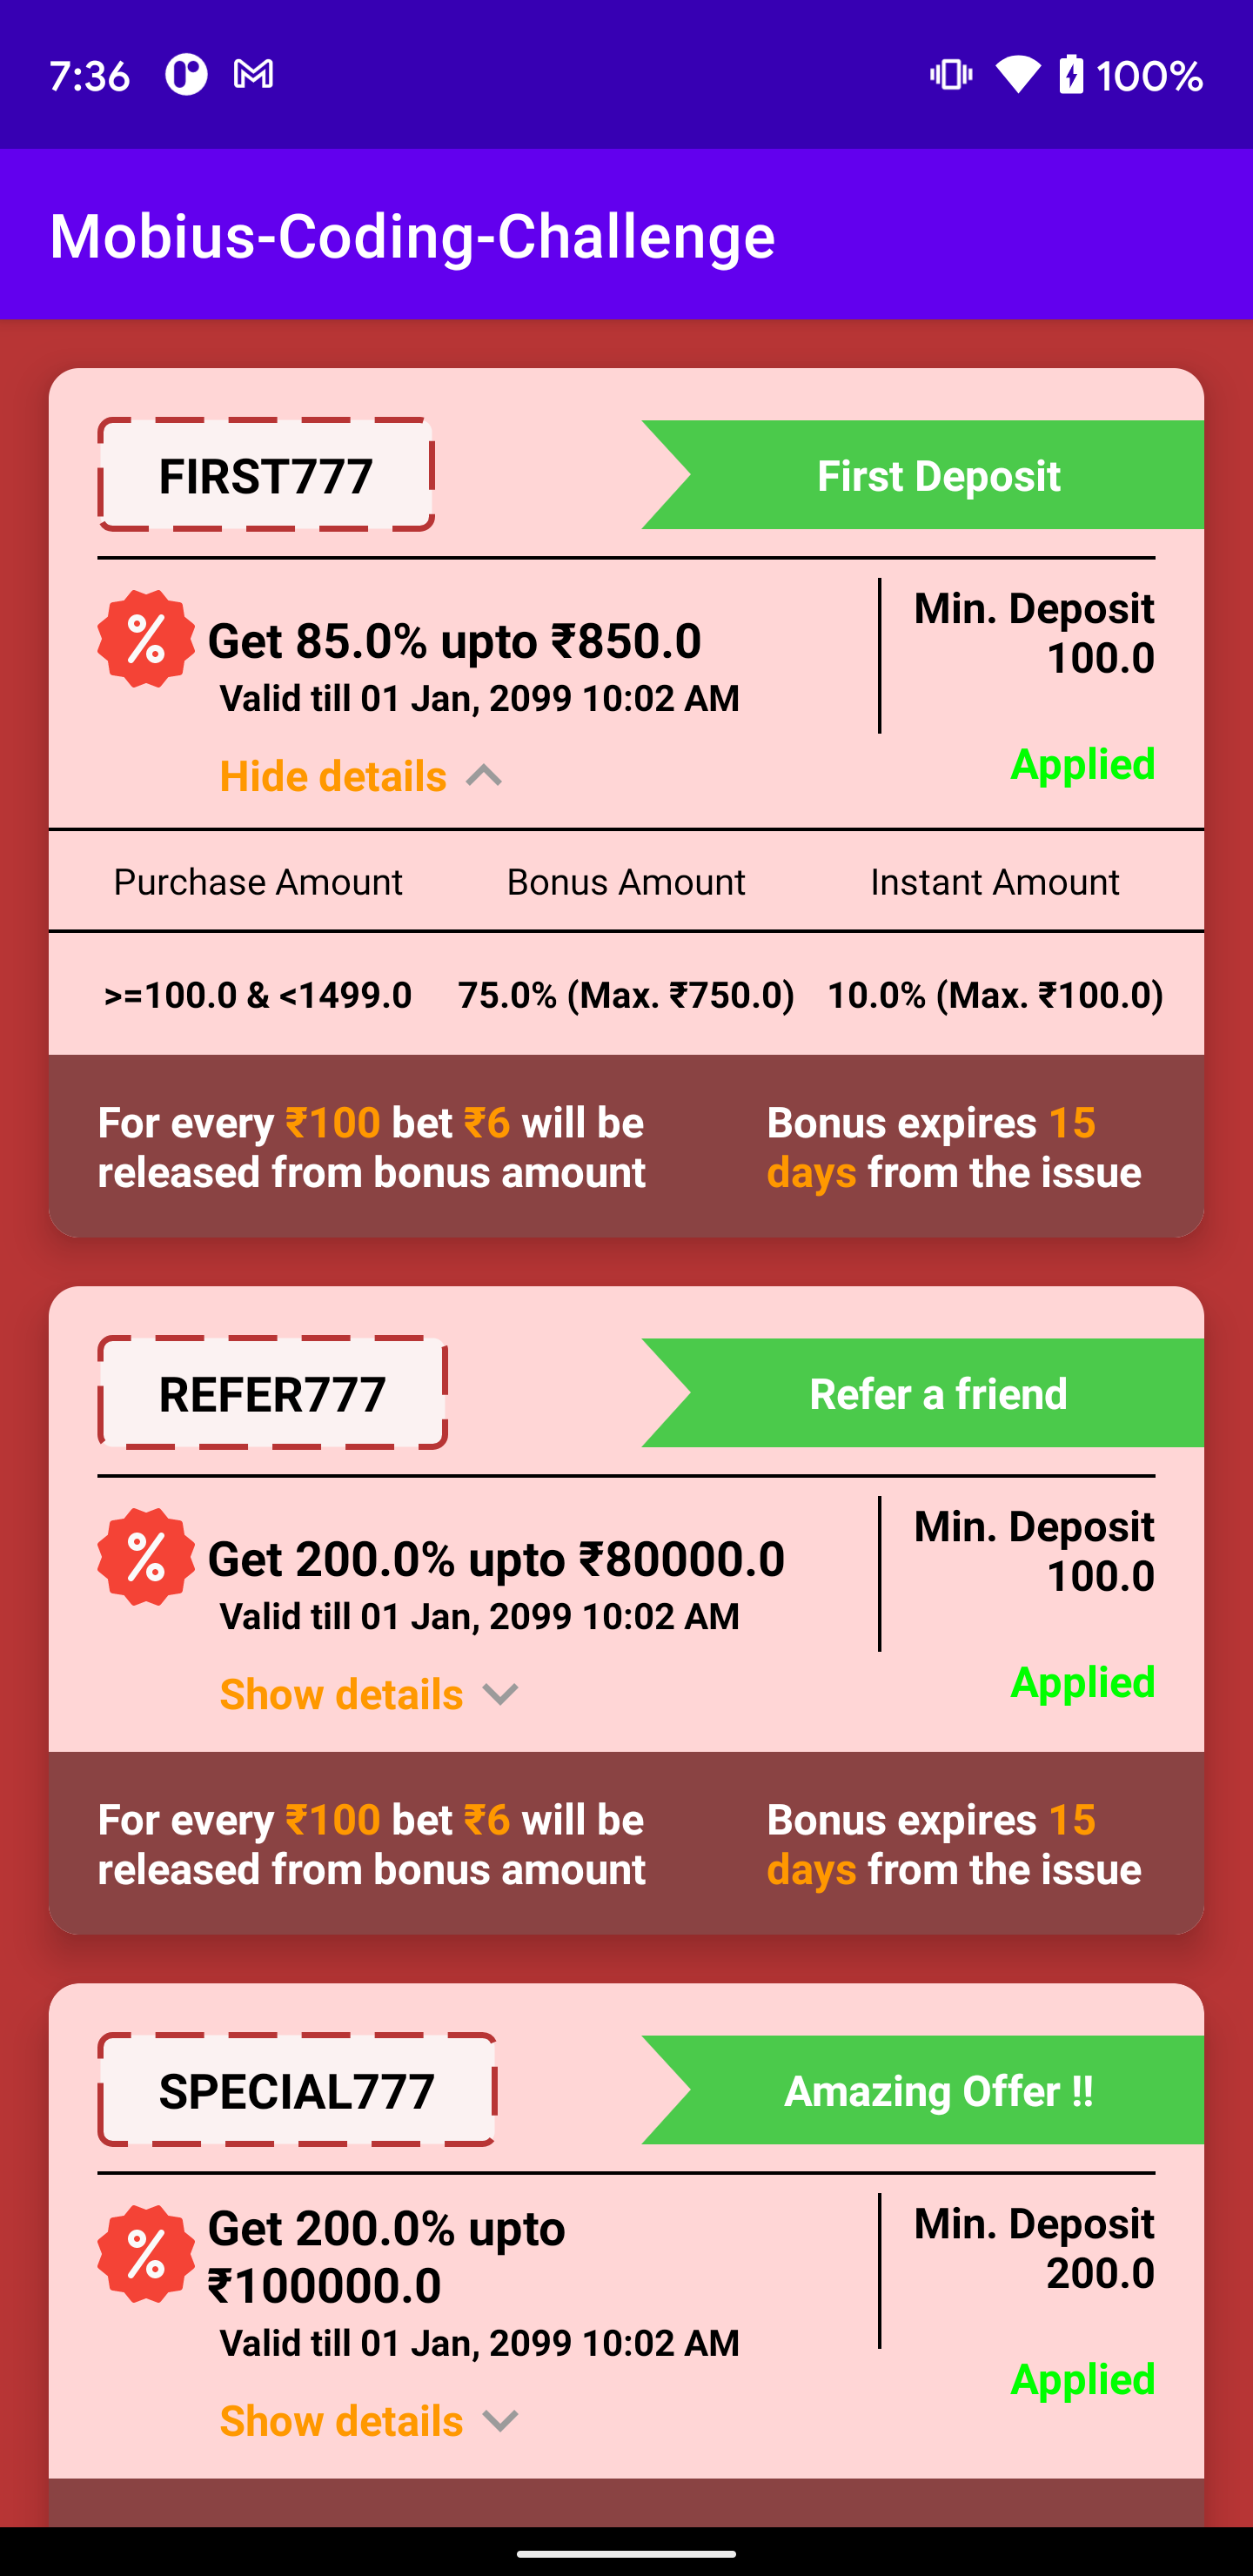 7:36
100%
Mobius-Coding-Challenge
FIRST777
First Deposit
Get 85.0% upto ₹850.0
Valid till 01 Jan, 2099 10:02 AM
Hide details
Min. Deposit
100.0
Applied
Purchase Amount Bonus Amount Instant Amount
>=100.0 & <1499.0 75.0% (Max. ₹750.0) 10.0% (Max. ₹100.0)
For every ₹100 bet ₹6 will be
released from bonus amount
Bonus expires 15
days from the issue
REFER777
Refer a friend
Get 200.0% upto ₹80000.0
Valid till 01 Jan, 2099 10:02 AM
Show details
Min. Deposit
100.0
Applied
For every ₹100 bet ₹6 will be
released from bonus amount
Bonus expires 15
days from the issue
SPECIAL777
Amazing Offer !!
Get 200.0% upto
₹100000.0
Valid till 01 Jan, 2099 10:02 AM
Show details
Min. Deposit
200.0
Applied